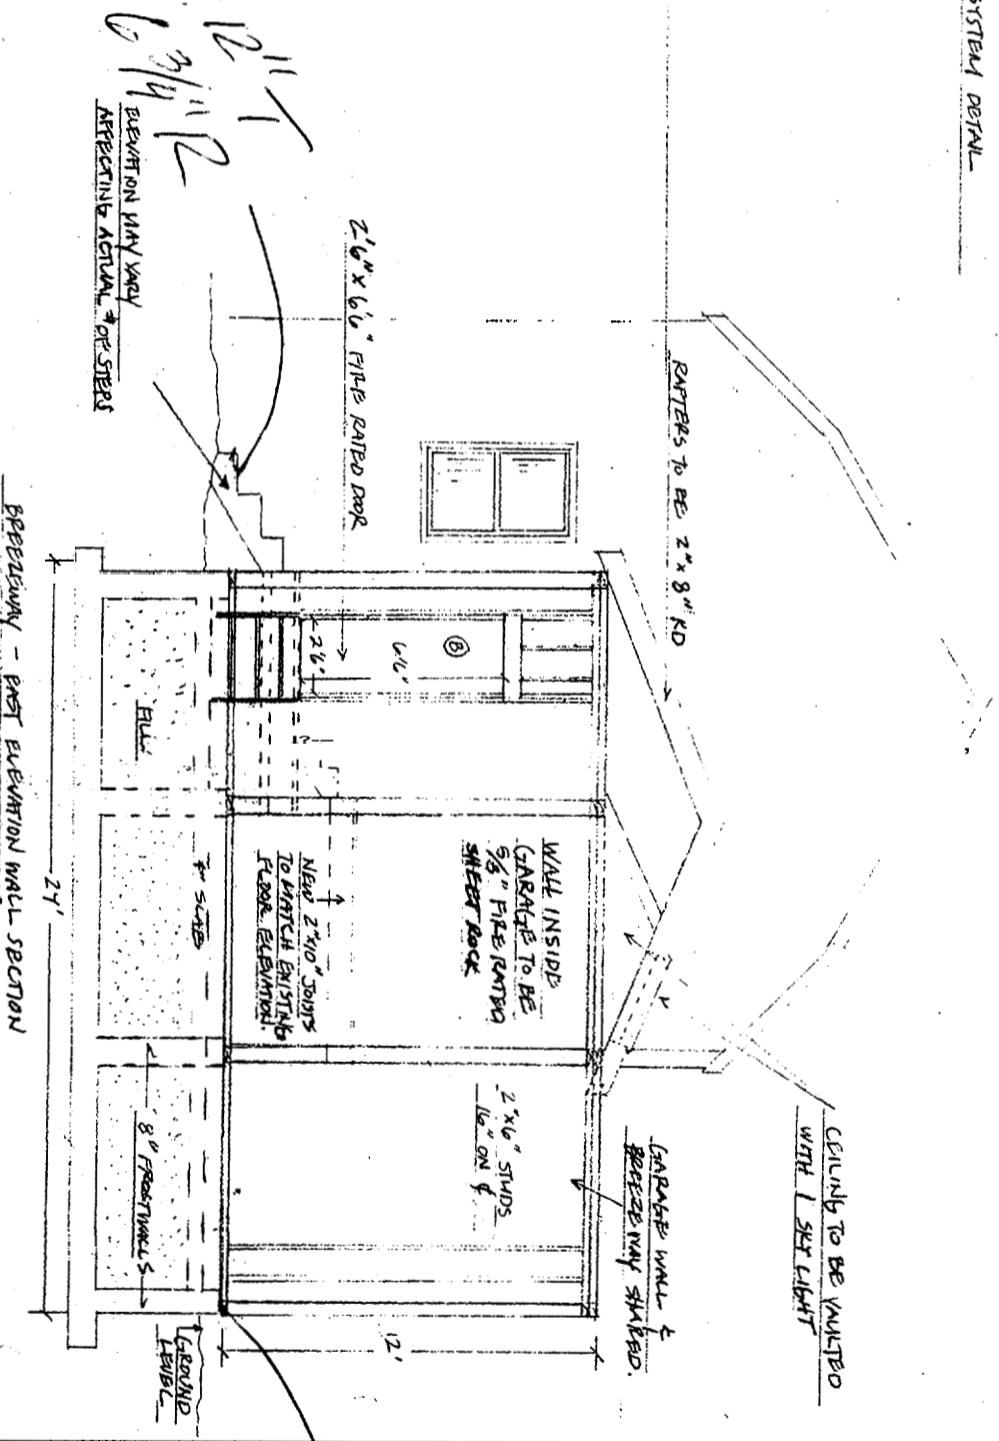 SYSTEM DETAIL
CEILING TO BE VAULTED
WITH 1 SKY LIGHT
RAFTERS TO BE 2"x8" KD
GARAGE WALL &
BREEZEWAY SHARED.
WALL INSIDE
GARAGE TO BE
5/8" FIRE RATED
SHEET ROCK
2"x6" STUDS
16" ON ¢
2'6" x 6'6" FIRE RATED DOOR
B
6'6"
2'6"
12'
NEW 2"x10" JOISTS
TO MATCH EXISTING
FLOOR ELEVATION.
12"
6 3/4" 12
ELEVATION MAY VARY
AFFECTING ACTUAL # OF STEPS
FILL
SLAB
8" FROSTWALLS
GROUND
LEVEL
24'
BREEZEWAY - EAST ELEVATION WALL SECTION